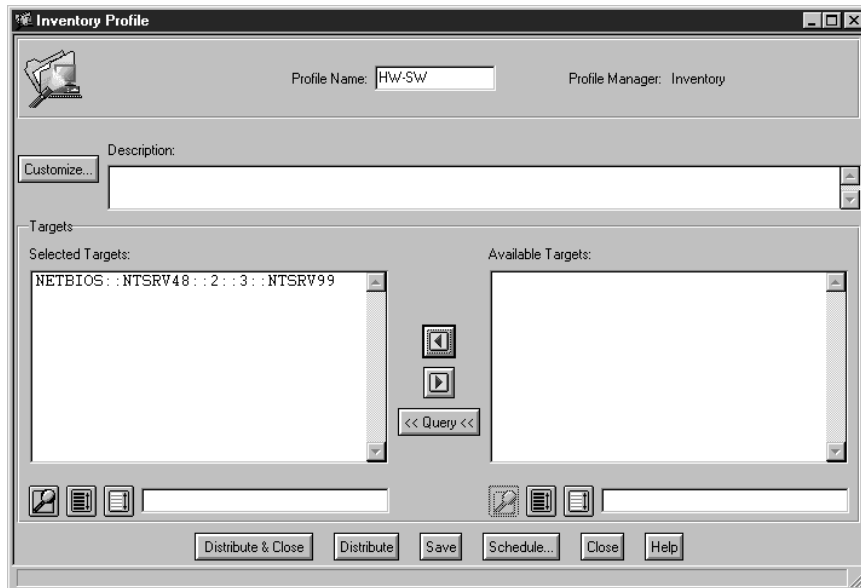 Inventory Profile
Profile Name: HW-SW Profile Manager: Inventory
Description:
Customize...
Targets
Selected Targets: Available Targets:
NETBIOS::NTSRV48::2::3::NTSRV99
<< Query <<
Distribute & Close Distribute Save Schedule... Close Help